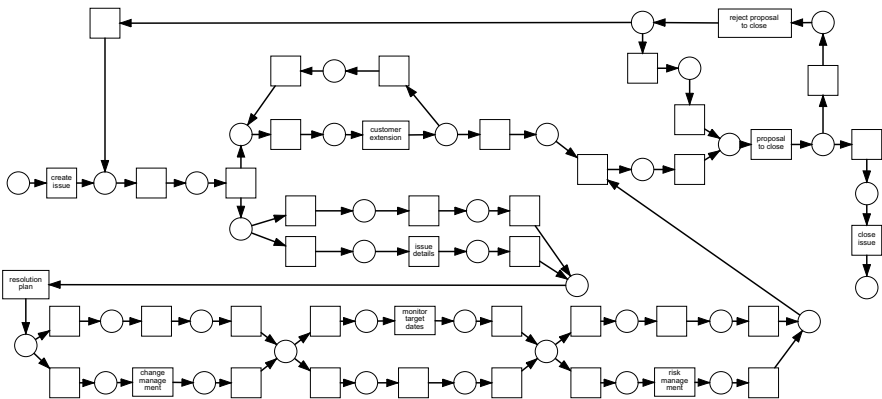 reject proposal
to close
customer
extension
proposal
to close
create
issue
close
issue
issue
details
resolution
plan
monitor
target
dates
change
manage
ment
risk
manage
ment